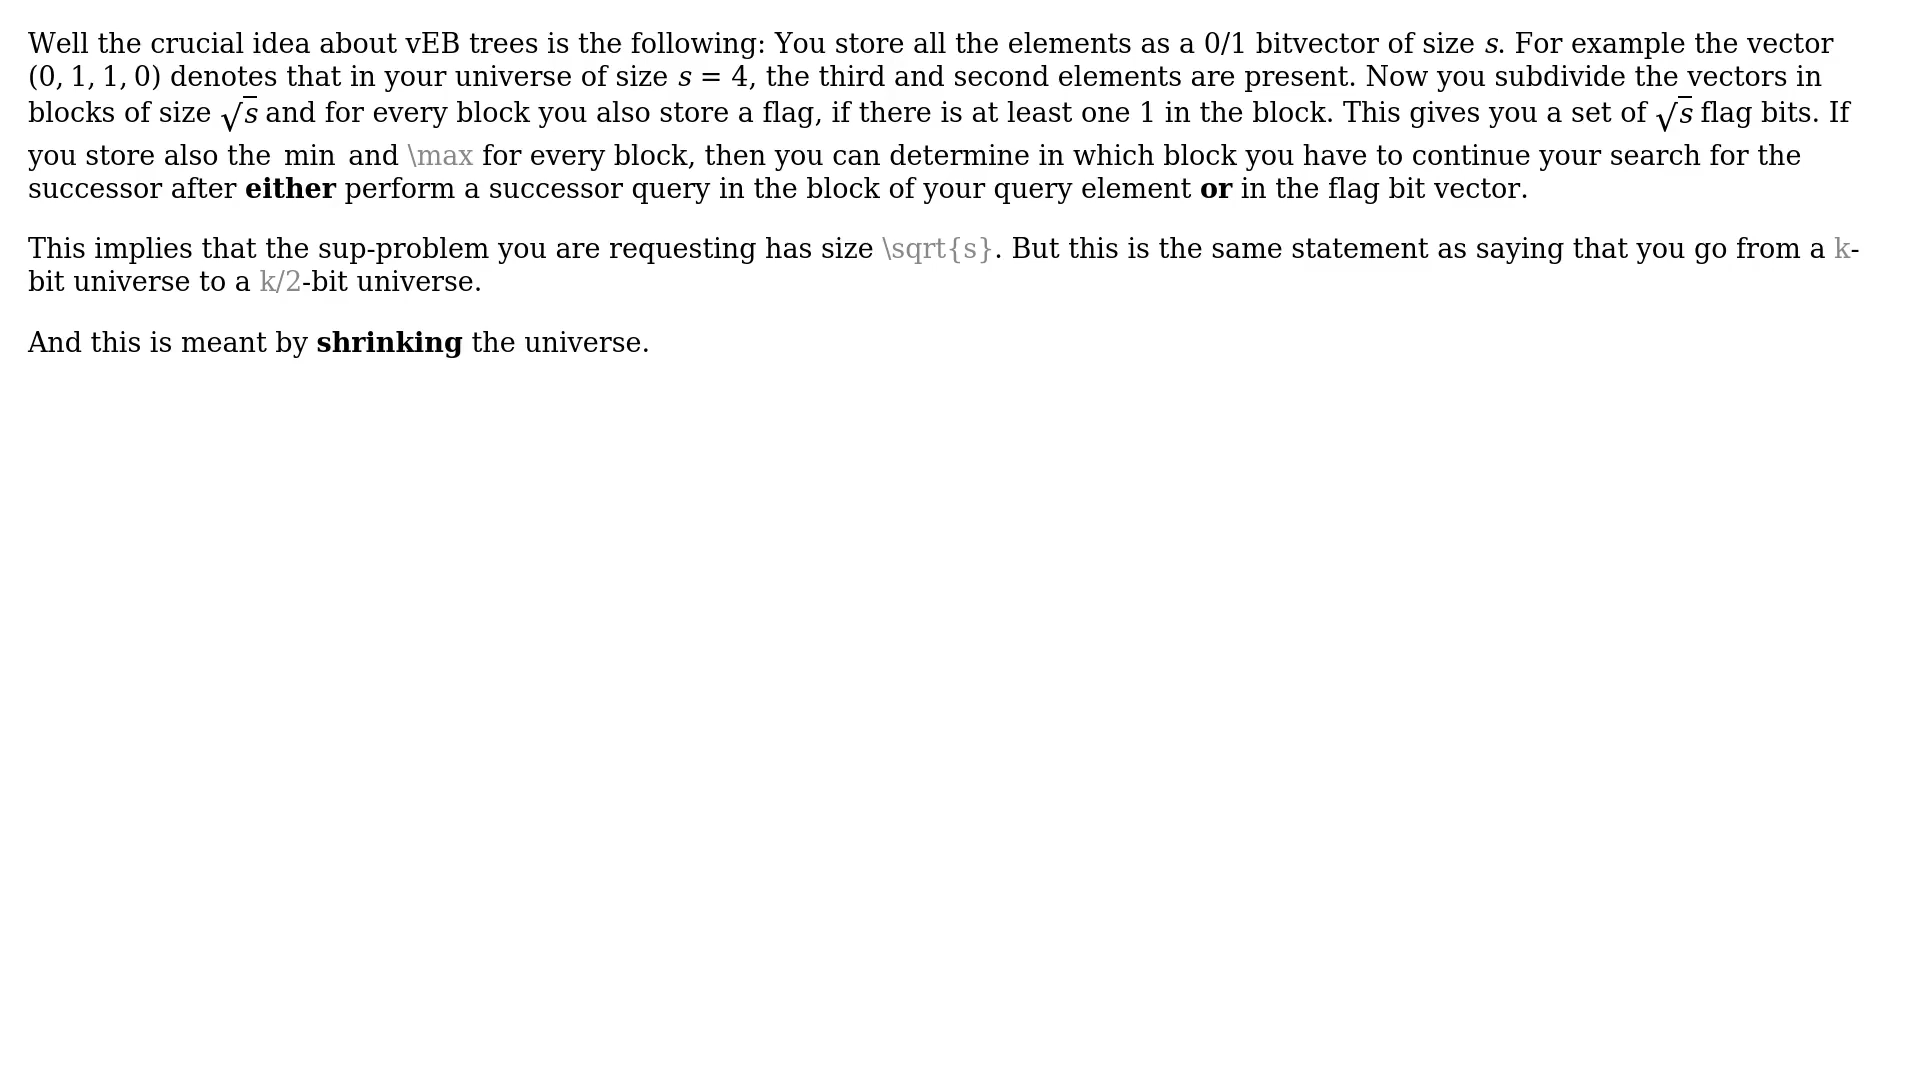 Well the crucial idea about vEB trees is the following: You store all the elements as a 0/1 bitvector of size s. For example the vector
(0, 1, 1, 0) denotes that in your universe of size s = 4, the third and second elements are present. Now you subdivide the vectors in
blocks of size √s and for every block you also store a flag, if there is at least one 1 in the block. This gives you a set of √s flag bits. If
you store also the min and \max for every block, then you can determine in which block you have to continue your search for the
successor after either perform a successor query in the block of your query element or in the flag bit vector.
This implies that the sup-problem you are requesting has size \sqrt{s}. But this is the same statement as saying that you go from a k-
bit universe to a k/2-bit universe.
And this is meant by shrinking the universe.